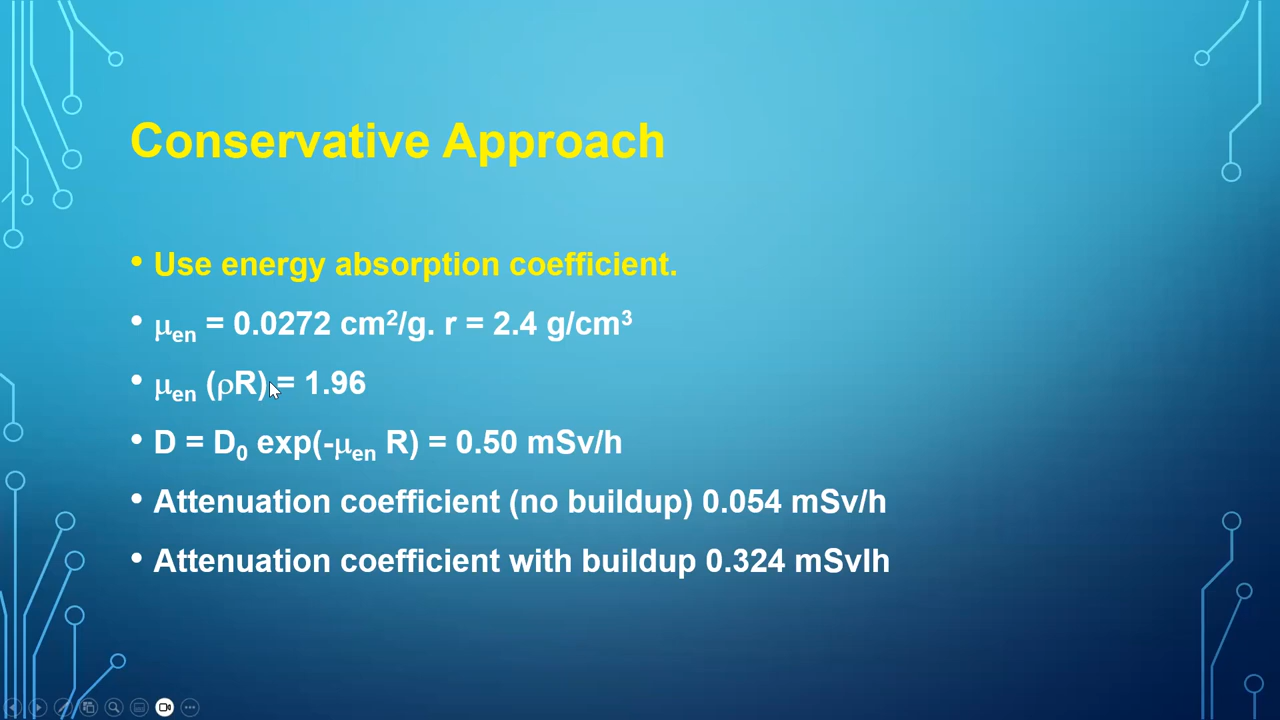 Conservative Approach
• Use energy absorption coefficient.
• μen = 0.0272 cm2/g. r = 2.4 g/cm3
• μen (ρR) = 1.96
• D = D0 exp(-μen R) = 0.50 mSv/h
• Attenuation coefficient (no buildup) 0.054 mSv/h
• Attenuation coefficient with buildup 0.324 mSvlh